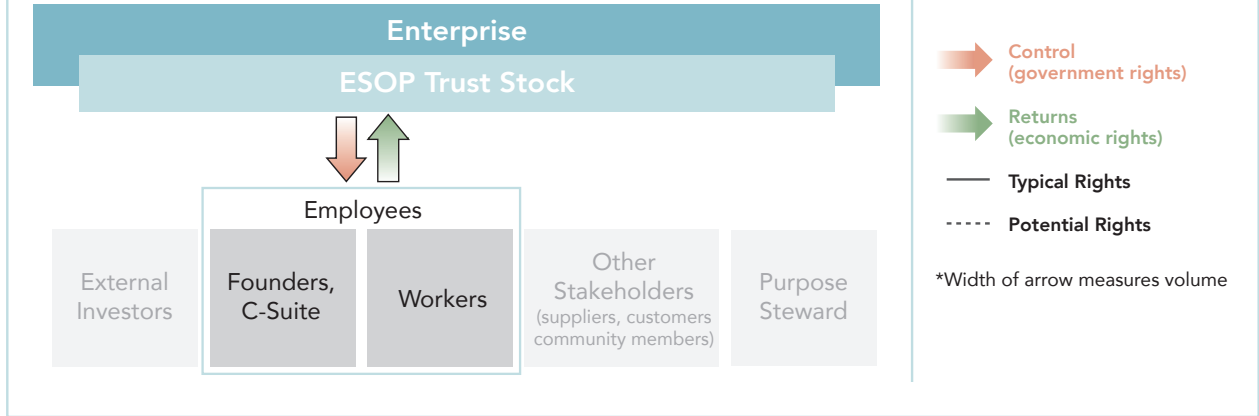 Enterprise
ESOP Trust Stock
Employees
External
Investors
Founders,
C-Suite
Workers
Other
Stakeholders
(suppliers, customers
community members)
Purpose
Steward
Control
(government rights)
Returns
(economic rights)
Typical Rights
Potential Rights
*Width of arrow measures volume